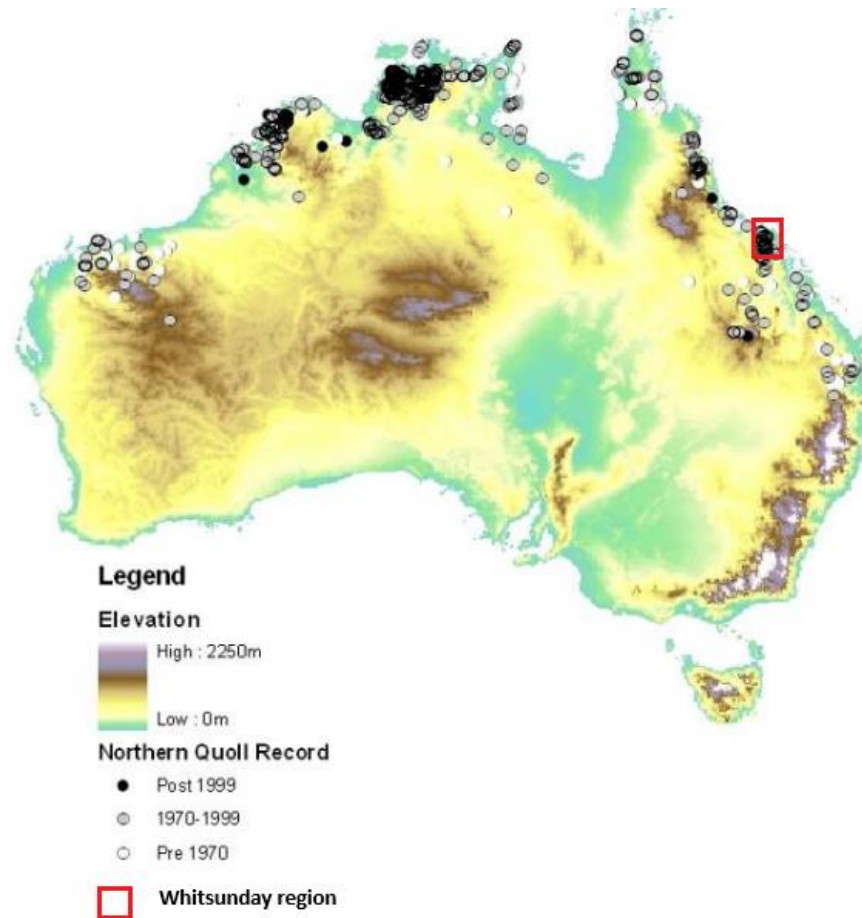 Legend
Elevation
High : 2250m
Low : 0m
Northern Quoll Record
Post 1999
1970-1999
Pre 1970
Whitsunday region